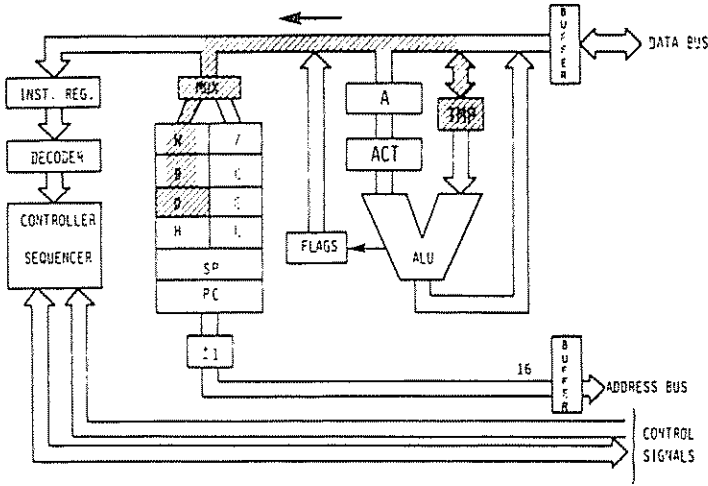 BUFFER
DATA BUS
MUX
INST. REG.
A
TMP
W
Z
DECODER
ACT
B
C
D
E
CONTROLLER
SEQUENCER
H
L
FLAGS
ALU
SP
PC
±1
16
BUFFER
ADDRESS BUS
CONTROL
SIGNALS